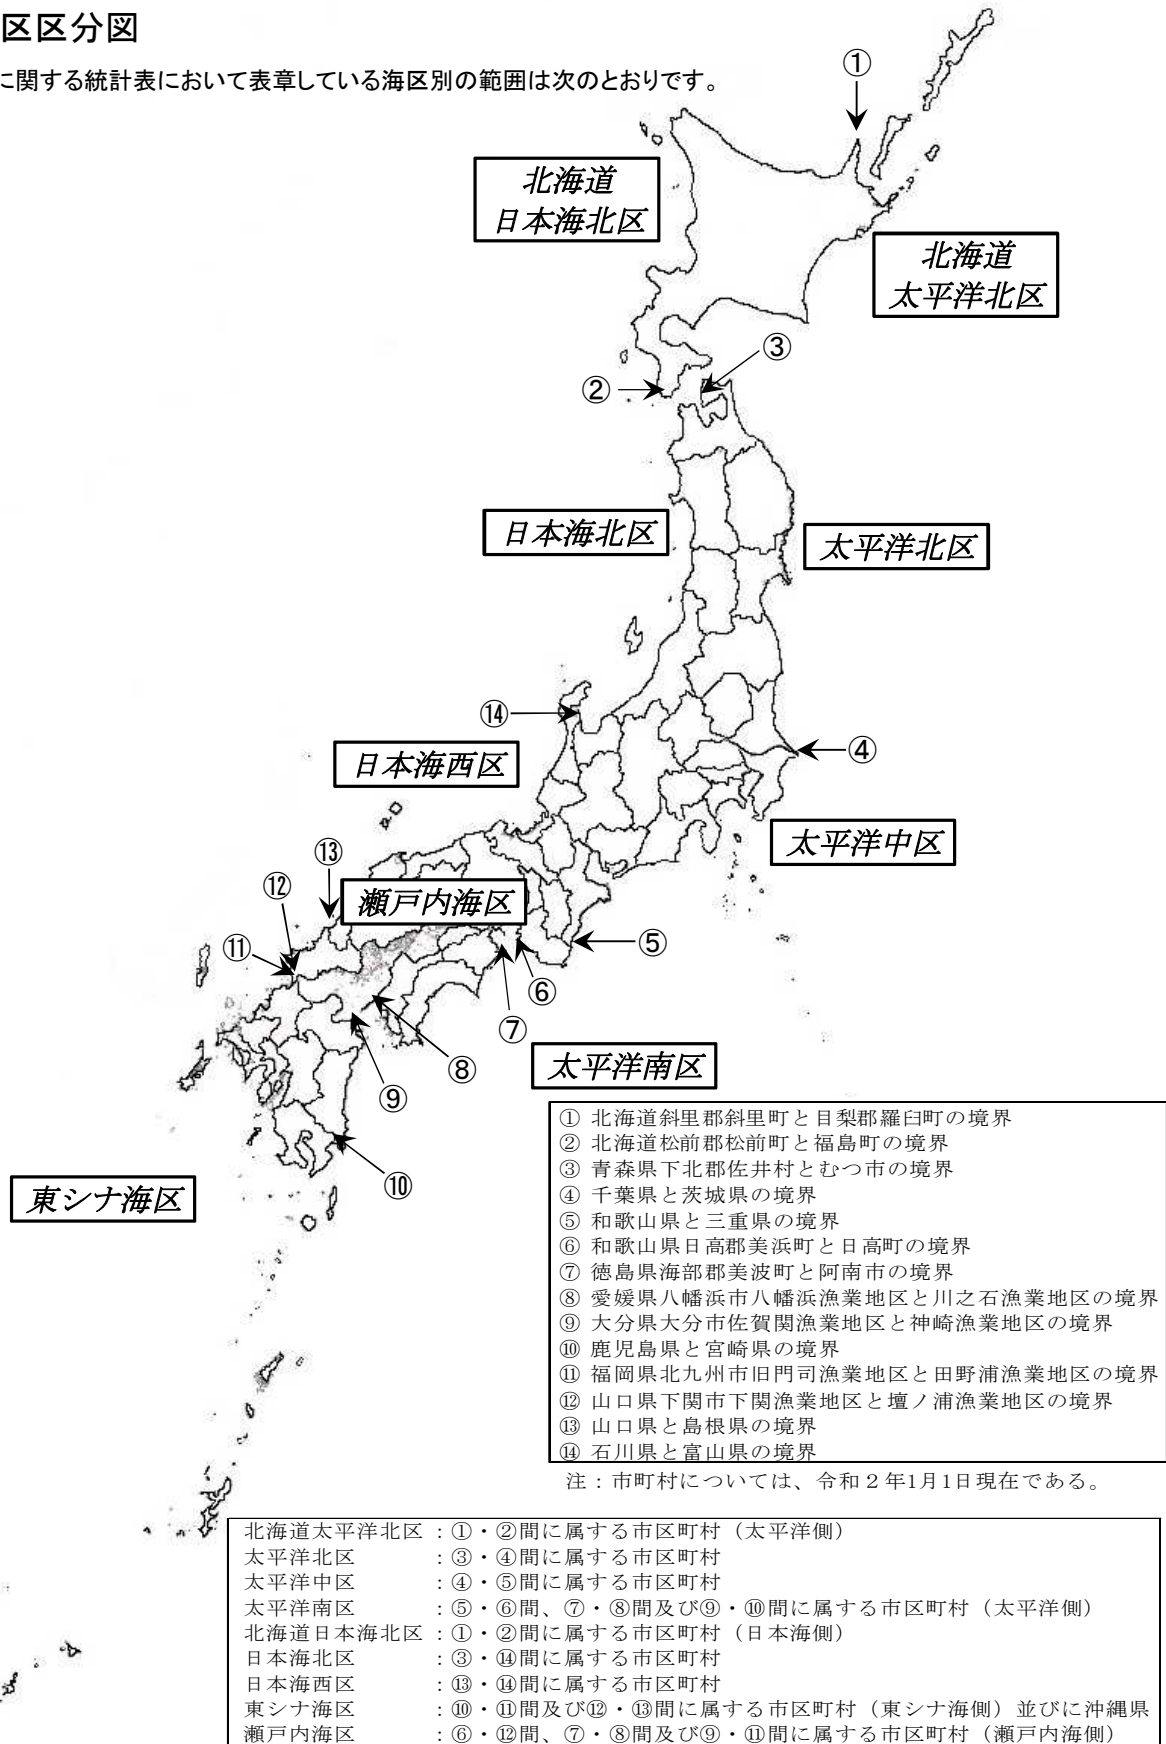 区区分図
に関する統計表において表章している海区別の範囲は次のとおりです。
①
北海道
日本海北区
北海道
太平洋北区
③
②
日本海北区
太平洋北区
⑭
④
日本海西区
太平洋中区
⑬
⑫
瀬戸内海区
⑪
⑤
⑥
⑦
太平洋南区
⑧
⑨
⑩
東シナ海区
① 北海道斜里郡斜里町と目梨郡羅臼町の境界
② 北海道松前郡松前町と福島町の境界
③ 青森県下北郡佐井村とむつ市の境界
④ 千葉県と茨城県の境界
⑤ 和歌山県と三重県の境界
⑥ 和歌山県日高郡美浜町と日高町の境界
⑦ 徳島県海部郡美波町と阿南市の境界
⑧ 愛媛県八幡浜市八幡浜漁業地区と川之石漁業地区の境界
⑨ 大分県大分市佐賀関漁業地区と神崎漁業地区の境界
⑩ 鹿児島県と宮崎県の境界
⑪ 福岡県北九州市旧門司漁業地区と田野浦漁業地区の境界
⑫ 山口県下関市下関漁業地区と壇ノ浦漁業地区の境界
⑬ 山口県と島根県の境界
⑭ 石川県と富山県の境界
注：市町村については、令和２年1月1日現在である。
北海道太平洋北区：①・②間に属する市区町村（太平洋側）
太平洋北区　　　：③・④間に属する市区町村
太平洋中区　　　：④・⑤間に属する市区町村
太平洋南区　　　：⑤・⑥間、⑦・⑧間及び⑨・⑩間に属する市区町村（太平洋側）
北海道日本海北区：①・②間に属する市区町村（日本海側）
日本海北区　　　：③・⑭間に属する市区町村
日本海西区　　　：⑬・⑭間に属する市区町村
東シナ海区　　　：⑩・⑪間及び⑫・⑬間に属する市区町村（東シナ海側）並びに沖縄県
瀬戸内海区　　　：⑥・⑫間、⑦・⑧間及び⑨・⑪間に属する市区町村（瀬戸内海側）